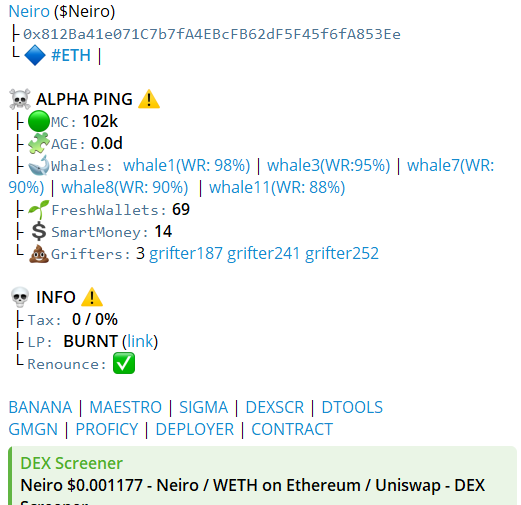 Neiro ($Neiro)
├ 0x812Ba41e071C7b7fA4EBcFB62dF5F45f6fA853Ee
└ 🔷 #ETH |
☠️ ALPHA PING ⚠️
├ 🟢MC: 102k
├ 🧩AGE: 0.0d
├ 🐋Whales: whale1(WR: 98%) | whale3(WR:95%) | whale7(WR:
90%) | whale8(WR: 90%) | whale11(WR: 88%)
├ 🌱FreshWallets: 69
├ 💲SmartMoney: 14
└ 💩Grifters: 3 grifter187 grifter241 grifter252
💀 INFO ⚠️
├ Tax: 0 / 0%
├ LP: BURNT (link)
└ Renounce: ✅
BANANA | MAESTRO | SIGMA | DEXSCR | DTOOLS
GMGN | PROFICY | DEPLOYER | CONTRACT
DEX Screener
Neiro $0.001177 - Neiro / WETH on Ethereum / Uniswap - DEX